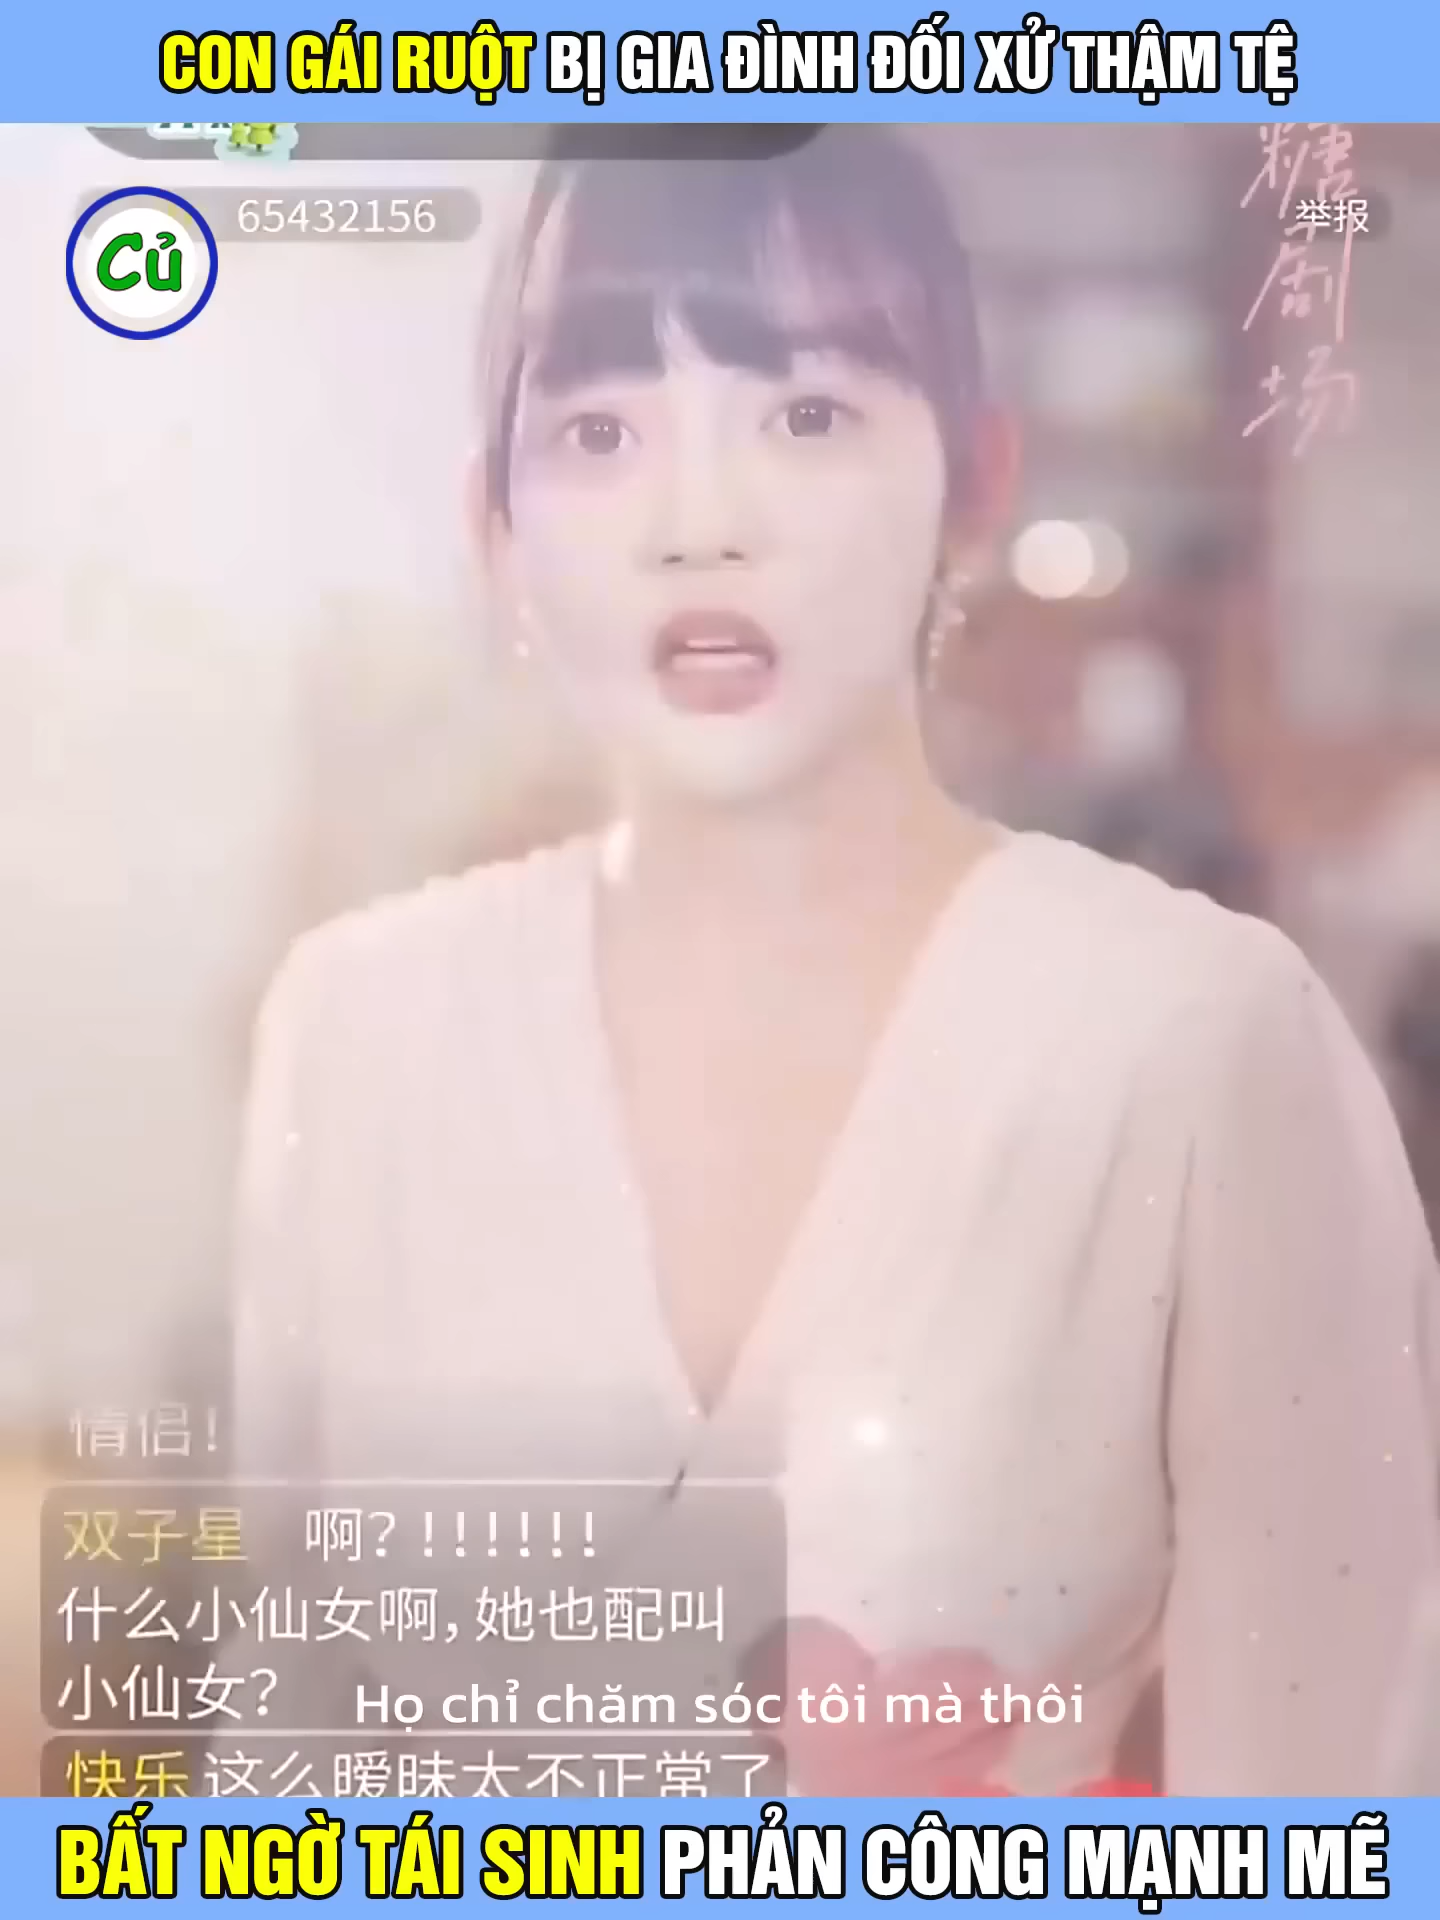 CON GÁI RUỘT BỊ GIA ĐÌNH ĐỐI XỬ THẬM TỆ
65432156
Củ
举报
糖
剧
场
情侣!
双子星 啊?!!!!!!
什么小仙女啊,她也配叫
小仙女?
Họ chỉ chăm sóc tôi mà thôi
快乐 这么暧昧太不正常了
BẤT NGỜ TÁI SINH PHẢN CÔNG MẠNH MẼ